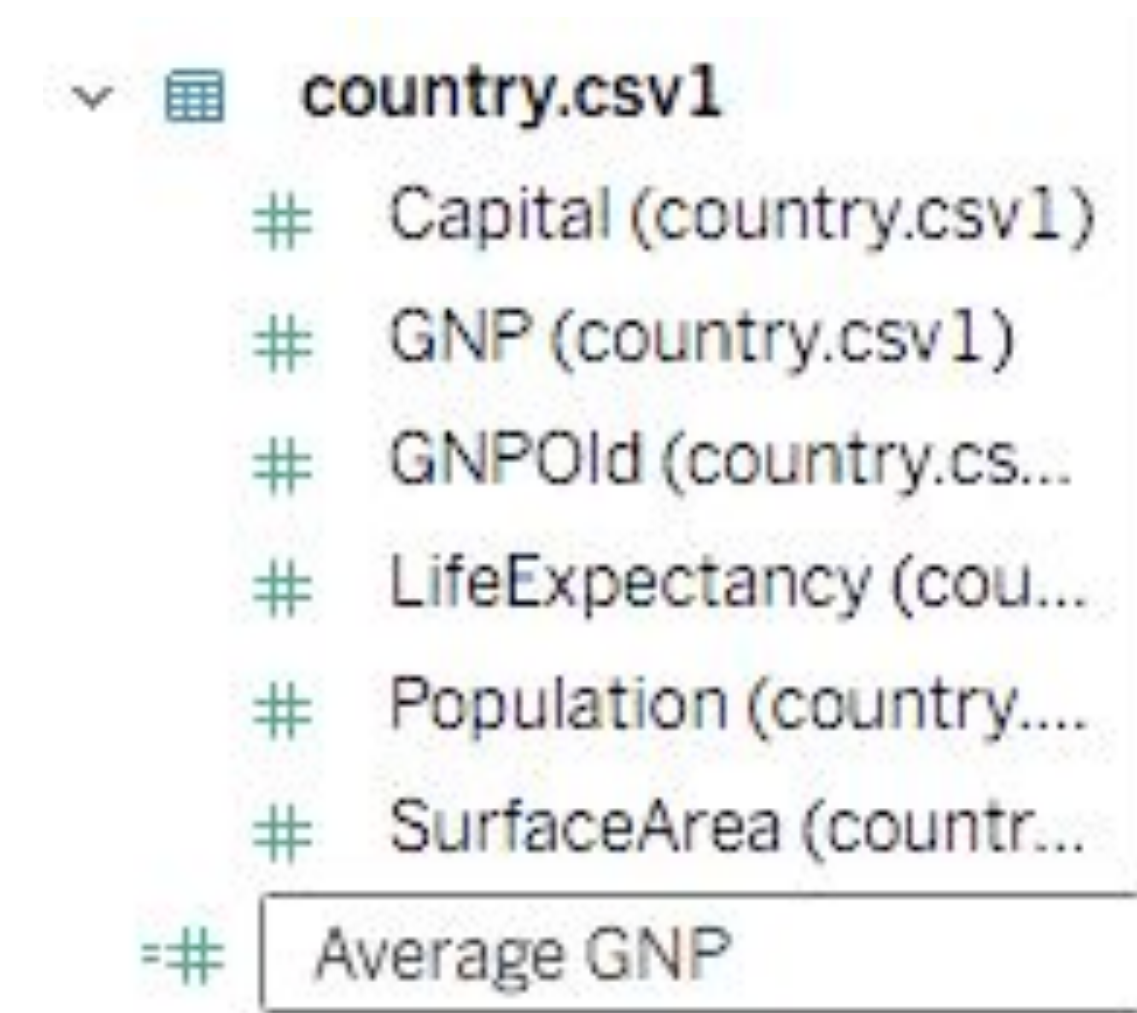 country.csv1
Capital (country.csv1)
GNP (country.csv1)
GNPOld (country.cs...
LifeExpectancy (cou...
Population (country....
SurfaceArea (countr...
Average GNP